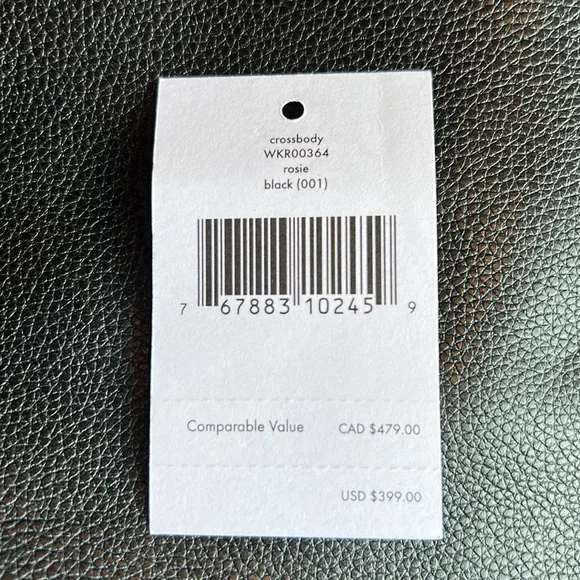 crossbody
WKR00364
rosie
black (001)
7 67883 10245 9
Comparable Value CAD $479.00
USD $399.00